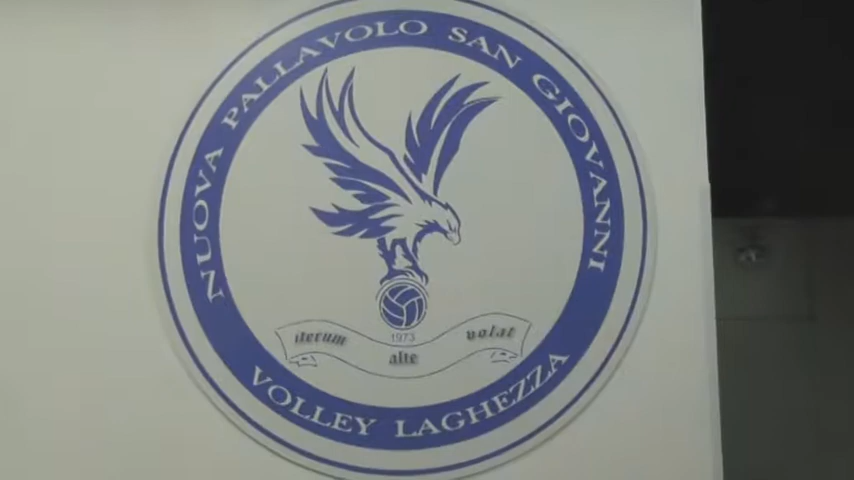 NUOVA PALLAVOLO SAN GIOVANNI
1973
iterum alte volat
VOLLEY LAGHEZZA